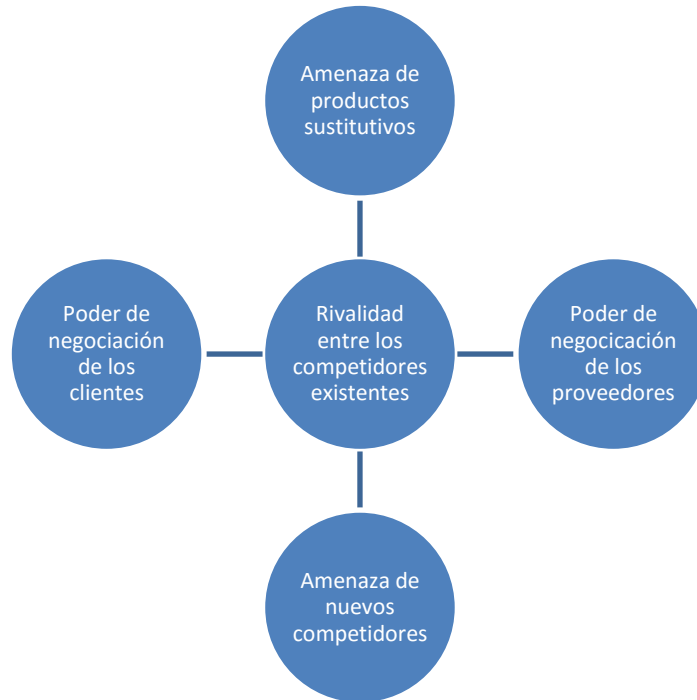 Amenaza de
productos
sustitutivos
Poder de
negociación
de los
clientes
Rivalidad
entre los
competidores
existentes
Poder de
negocicación
de los
proveedores
Amenaza de
nuevos
competidores